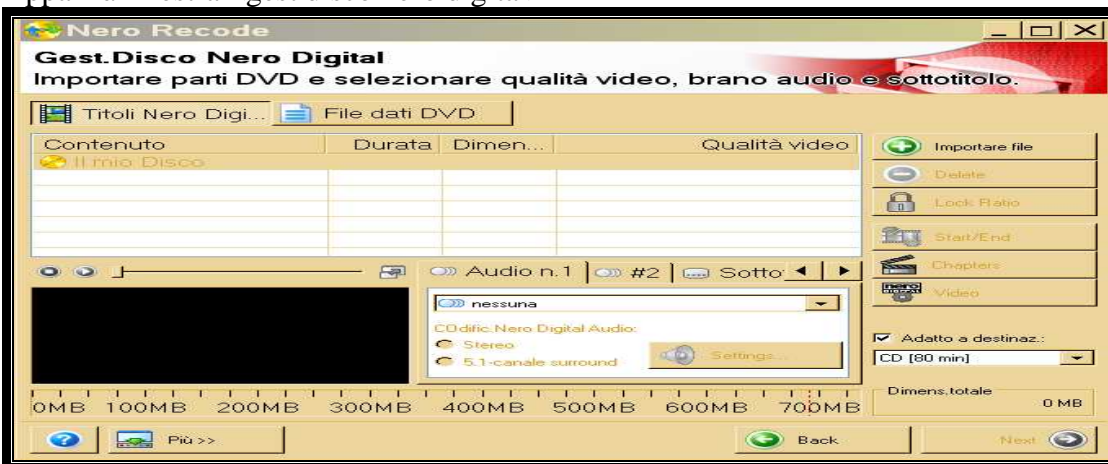 Nero Recode
Gest.Disco Nero Digital
Importare parti DVD e selezionare qualità video, brano audio e sottotitolo.
Titoli Nero Digi... File dati DVD
Contenuto Durata Dimen... Qualità video
Il mio Disco
Importare file
Delete
Lock Ratio
Start/End
Chapters
Video
Audio n.1 #2 Sotto
nessuna
COdific.Nero Digital Audio:
Stereo
5.1-canale surround
Settings...
Adatto a destinaz.:
CD [80 min]
Dimens.totale
0 MB
0MB 100MB 200MB 300MB 400MB 500MB 600MB 700MB
Più >> Back Next